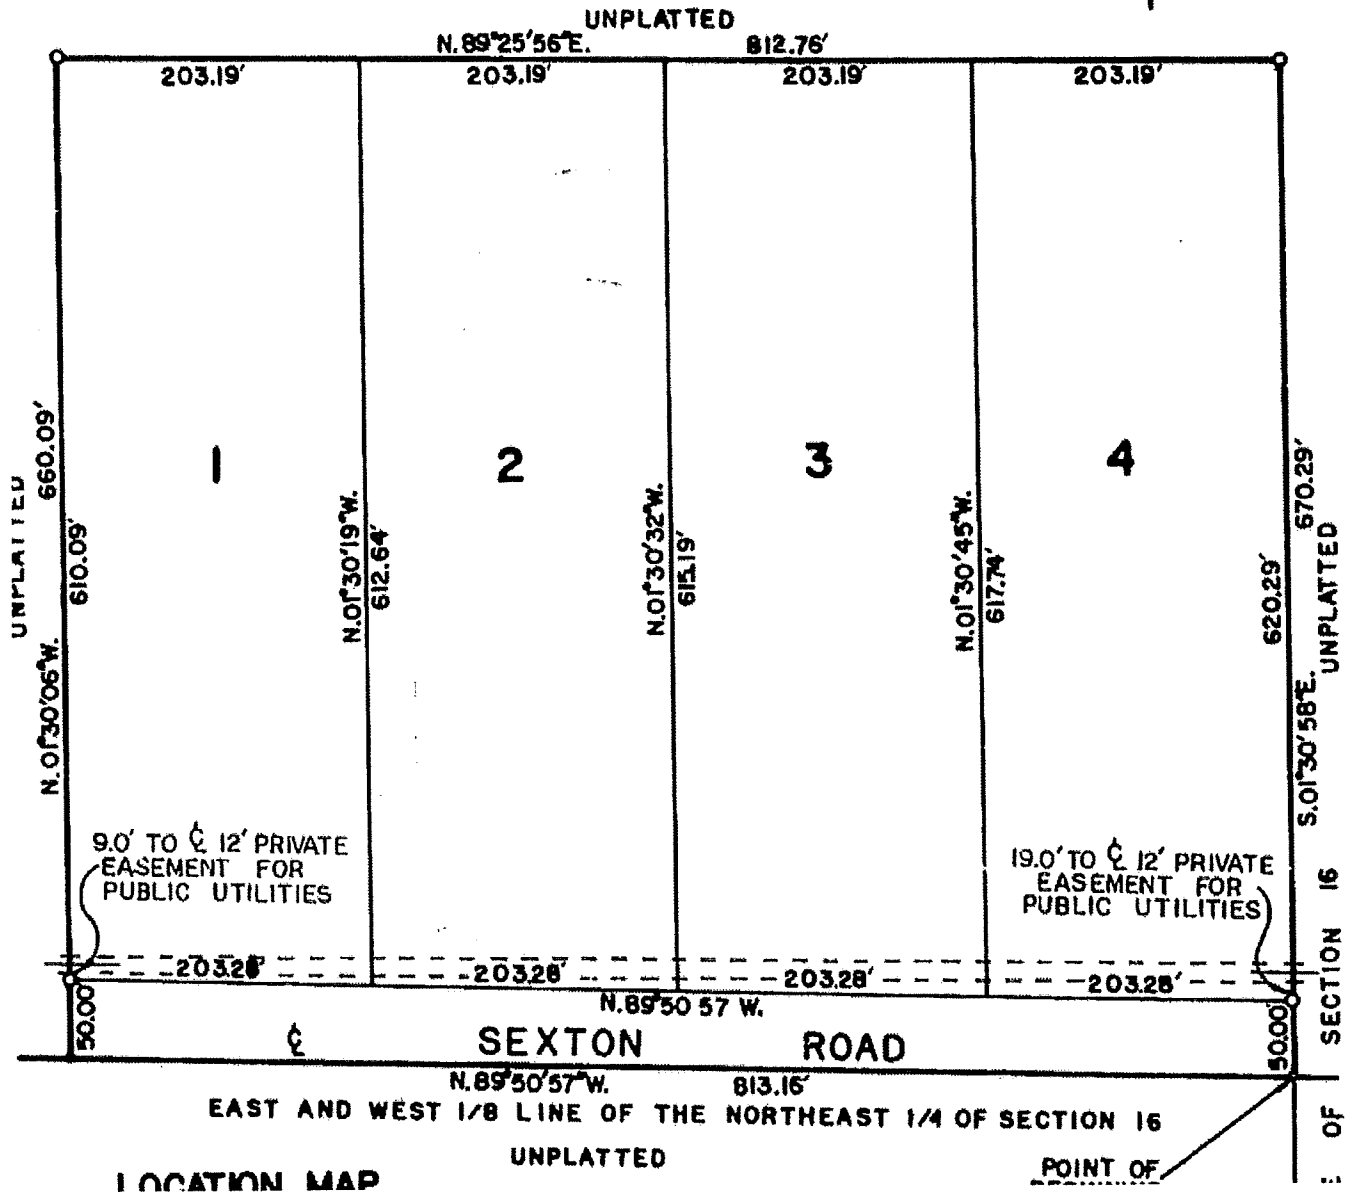 UNPLATTED
N.89°25'56"E. 812.76'
203.19' 203.19' 203.19' 203.19'
1 2 3 4
UNPLATTED
660.09'
610.09'
N.01°30'06"W.
N.01°30'19"W.
612.64'
N.01°30'32"W.
615.19'
N.01°30'45"W.
617.74'
620.29'
670.29'
UNPLATTED
S.01°30'58"E.
9.0' TO ℄ 12' PRIVATE
EASEMENT FOR
PUBLIC UTILITIES
19.0' TO ℄ 12' PRIVATE
EASEMENT FOR
PUBLIC UTILITIES
203.28' 203.28' 203.28' 203.28'
N.89°50 57 W.
50.00'
℄ SEXTON ROAD
50.00'
N.89°50'57"W. 813.16'
EAST AND WEST 1/8 LINE OF THE NORTHEAST 1/4 OF SECTION 16
OF SECTION 16
UNPLATTED
POINT OF
LOCATION MAP